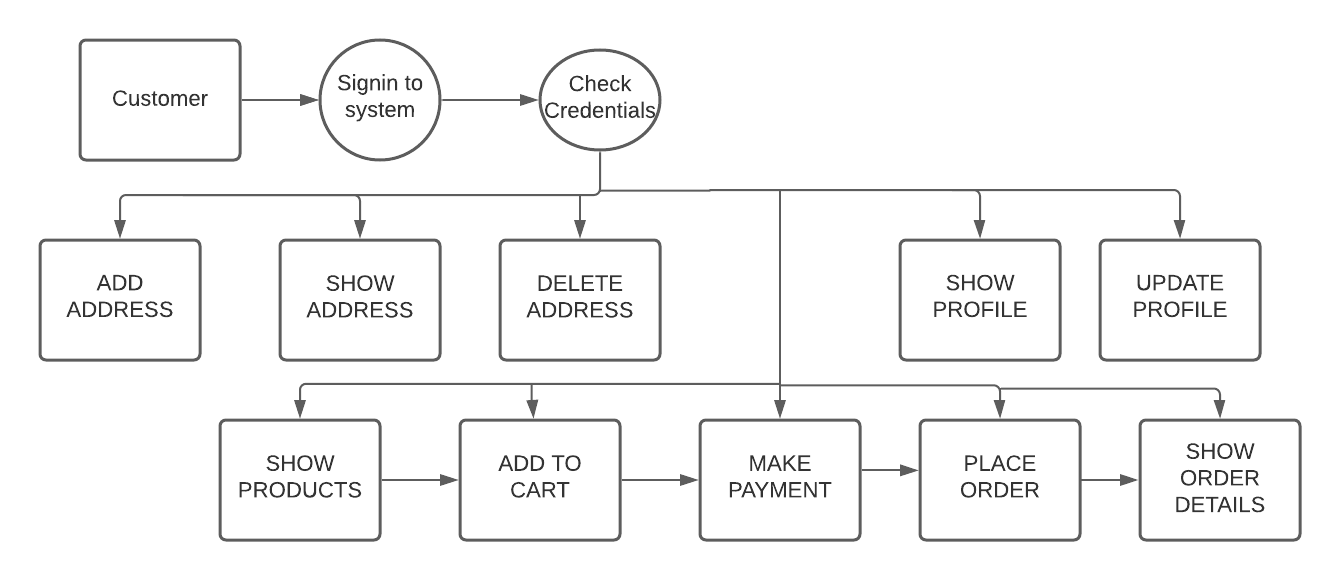 Customer
Signin to
system
Check
Credentials
ADD
ADDRESS
SHOW
ADDRESS
DELETE
ADDRESS
SHOW
PROFILE
UPDATE
PROFILE
SHOW
PRODUCTS
ADD TO
CART
MAKE
PAYMENT
PLACE
ORDER
SHOW
ORDER
DETAILS